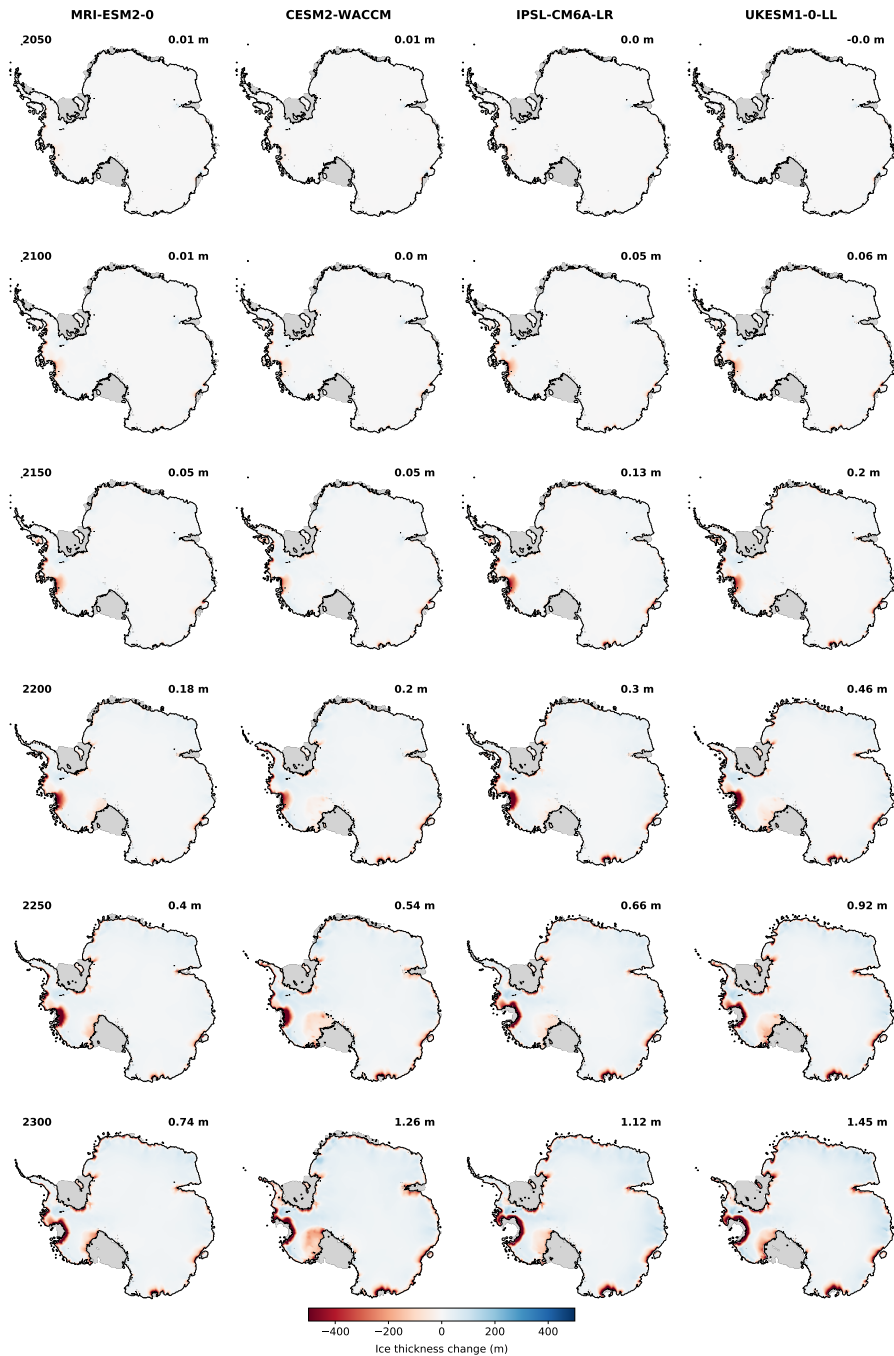 MRI-ESM2-0 CESM2-WACCM IPSL-CM6A-LR UKESM1-0-LL
2050 0.01 m 0.01 m 0.0 m -0.0 m
2100 0.01 m 0.0 m 0.05 m 0.06 m
2150 0.05 m 0.05 m 0.13 m 0.2 m
2200 0.18 m 0.2 m 0.3 m 0.46 m
2250 0.4 m 0.54 m 0.66 m 0.92 m
2300 0.74 m 1.26 m 1.12 m 1.45 m
−400 −200 0 200 400
Ice thickness change (m)